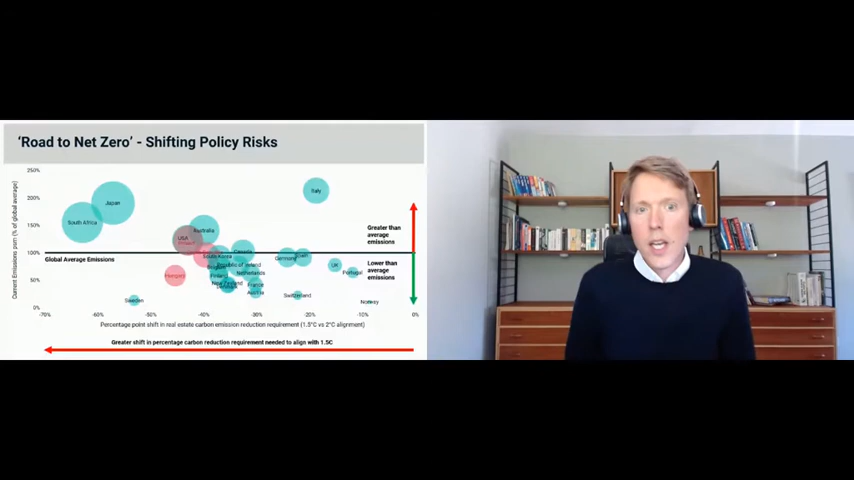 'Road to Net Zero' - Shifting Policy Risks
250%
200%
150%
100%
50%
0%
Current Emissions psm (% of global average)
Italy
Japan
South Africa
Australia
USA
Greater than
average
emissions
Global Average Emissions
Canada
South Korea
Germany
Spain
Lower than
average
emissions
Belgium
Republic of Ireland
UK
Hungary
Finland
Netherlands
Portugal
New Zealand
Denmark
France
Austria
Sweden
Switzerland
Norway
-70%
-60%
-50%
-40%
-30%
-20%
-10%
0%
Percentage point shift in real estate carbon emission reduction requirement (1.5°C vs 2°C alignment)
Greater shift in percentage carbon reduction requirement needed to align with 1.5C